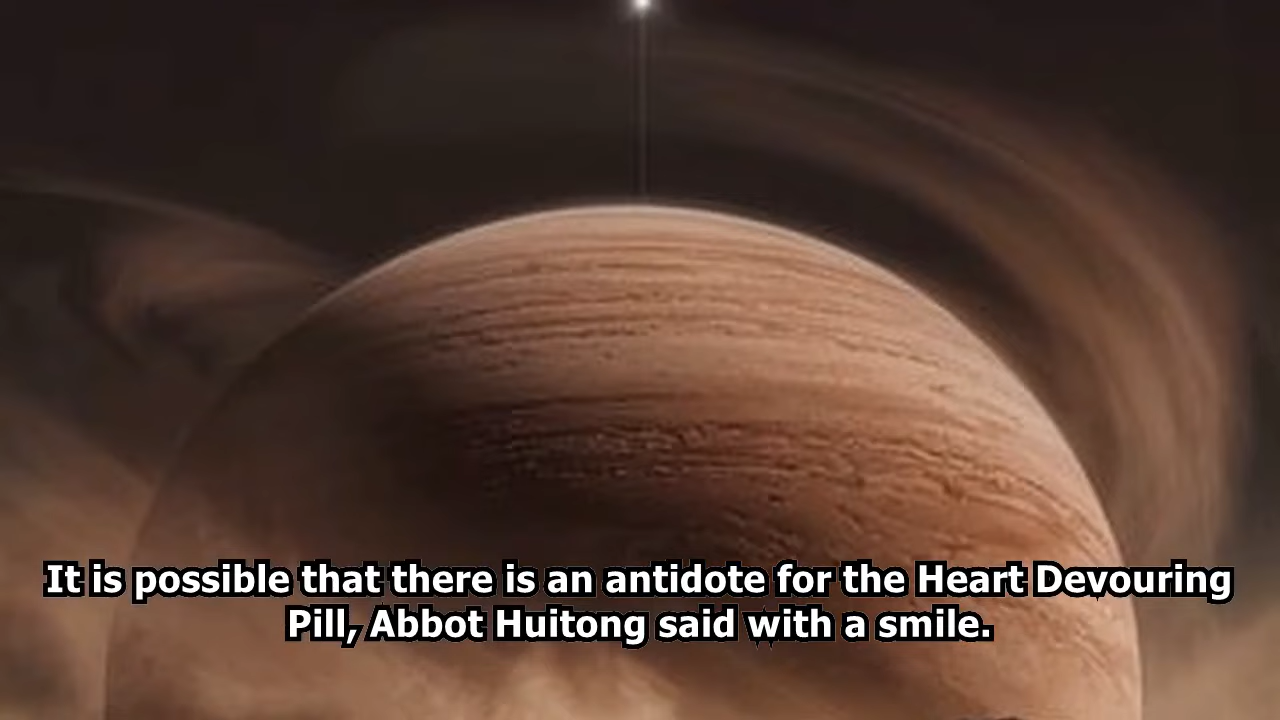 It is possible that there is an antidote for the Heart Devouring
Pill, Abbot Huitong said with a smile.